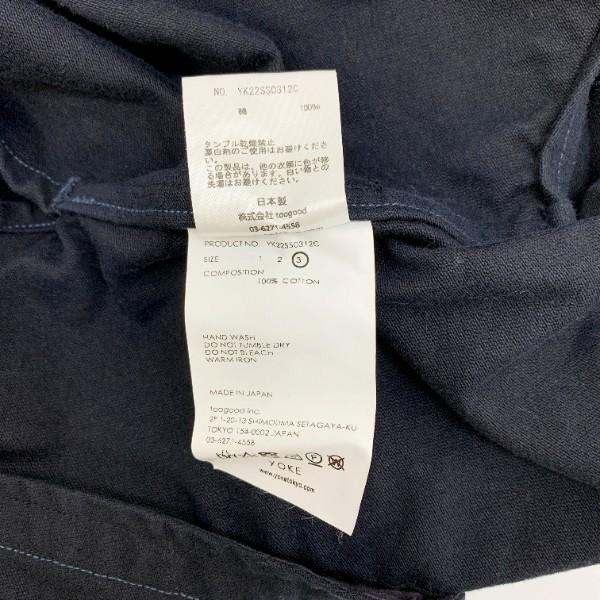 NO. YK22SS0312C
綿 100%
タンブル乾燥禁止
漂白剤のご使用はお避けください。
この製品は、他の衣類に色が移
る場合があります。白い物との
洗濯はお避けください。
日本製
株式会社 toogood
03-6271-4558
PRODUCT NO. YK22SS0312C
SIZE 1 2 3
COMPOSITION
100% COTTON
HAND WASH
DO NOT TUMBLE DRY
DO NOT BLEACH
WARM IRON
MADE IN JAPAN
toogood inc.
2F 1-20-13 SHIMOUMA SETAGAYA-KU
TOKYO 154-0002 JAPAN
03-6271-4558
F W
YOKE
www.yoketokyo.com